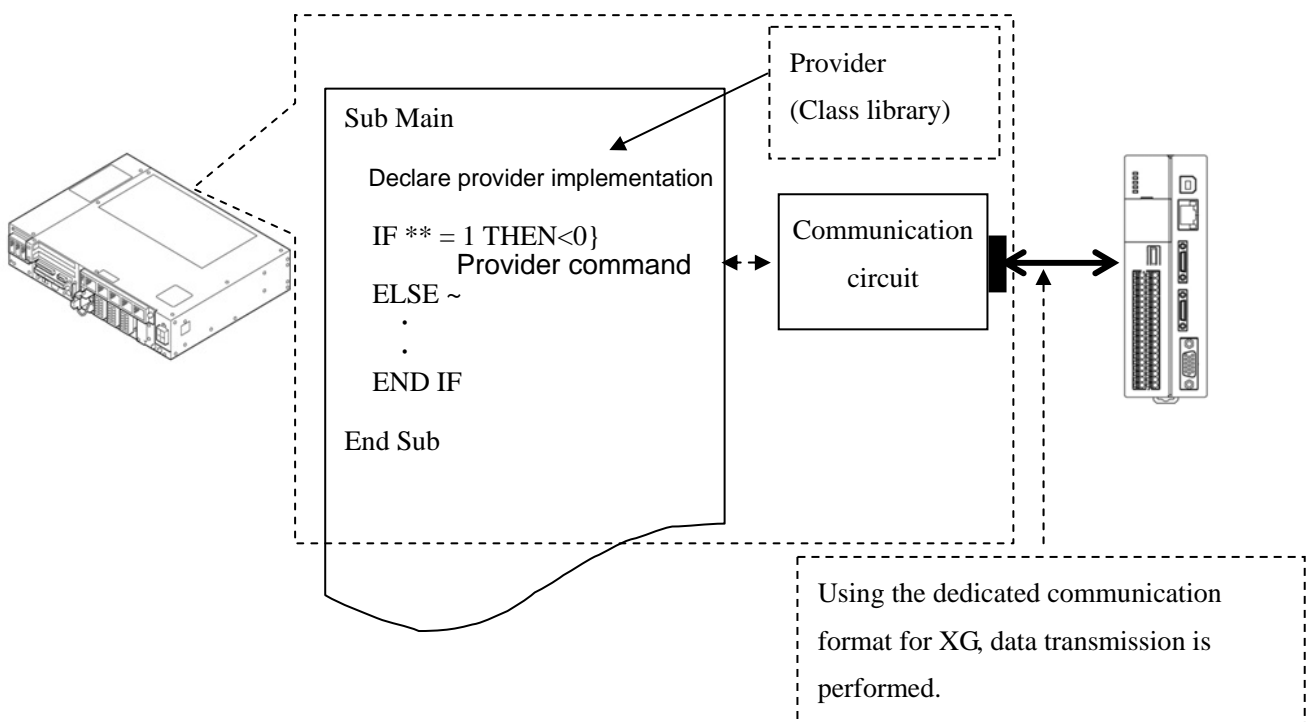 Provider
(Class library)
Sub Main
Declare provider implementation
IF ** = 1 THEN<0}
Provider command
ELSE ~
.
.
END IF
End Sub
Communication
circuit
Using the dedicated communication
format for XG, data transmission is
performed.